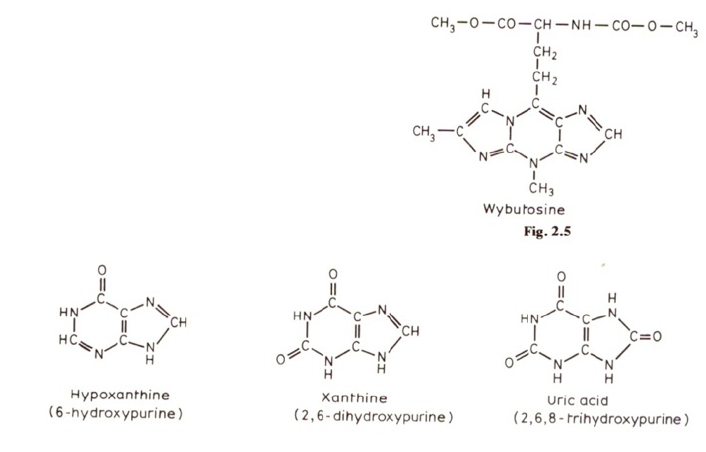 CH3—O—CO—CH—NH—CO—O—CH3
CH2
CH2
H
C
C
N
N
C
CH
CH3—C
N
C
C
N
N
CH3
Wybutosine
Fig. 2.5
O
C
HN
C
N
CH
HC
N
C
N
H
Hypoxanthine
(6-hydroxypurine)
O
C
HN
C
N
CH
O
C
N
H
C
N
H
Xanthine
(2,6-dihydroxypurine)
O
C
H
N
HN
C
C=O
O
C
N
H
C
N
H
Uric acid
(2,6,8-trihydroxypurine)